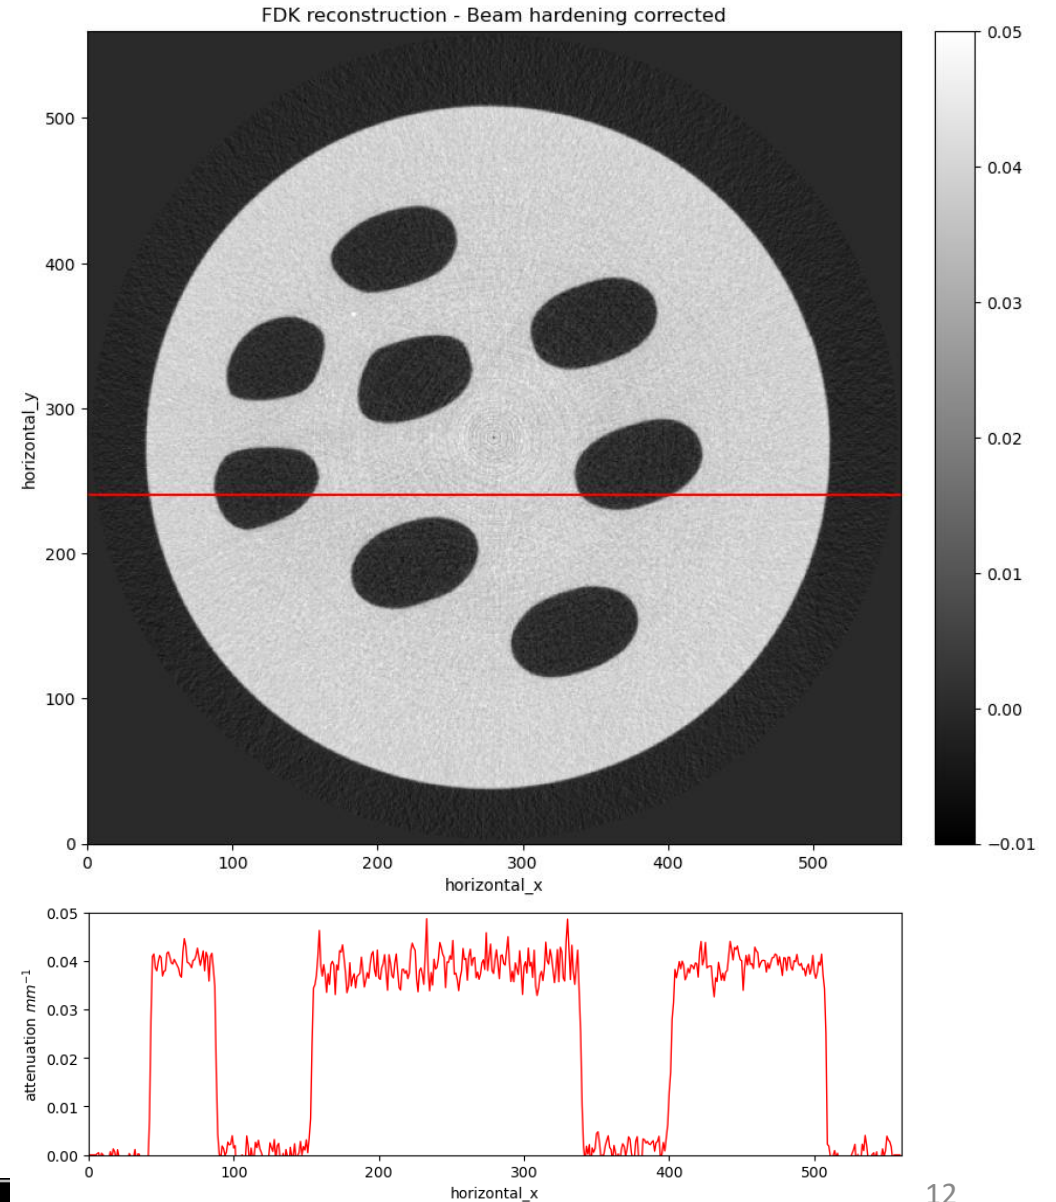 FDK reconstruction - Beam hardening corrected
0.05
500
0.04
400
0.03
horizontal_y
300
0.02
200
0.01
100
0.00
0
−0.01
0 100 200 300 400 500
horizontal_x
0.05
0.04
0.03
attenuation mm⁻¹
0.02
0.01
0.00
0 100 200 300 400 500
horizontal_x
12